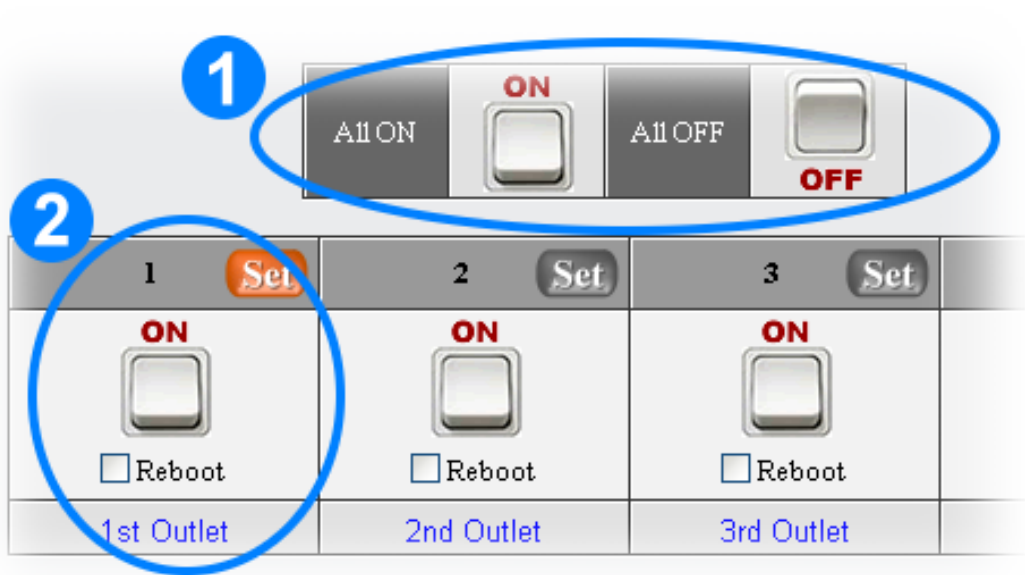 1
ON
All ON
All OFF
OFF
2
1 Set 2 Set 3 Set
ON ON ON
Reboot Reboot Reboot
1st Outlet 2nd Outlet 3rd Outlet